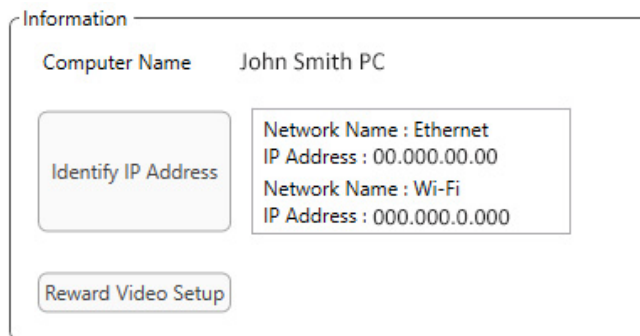 Information
Computer Name John Smith PC
Identify IP Address
Network Name : Ethernet
IP Address : 00.000.00.00
Network Name : Wi-Fi
IP Address : 000.000.0.000
Reward Video Setup